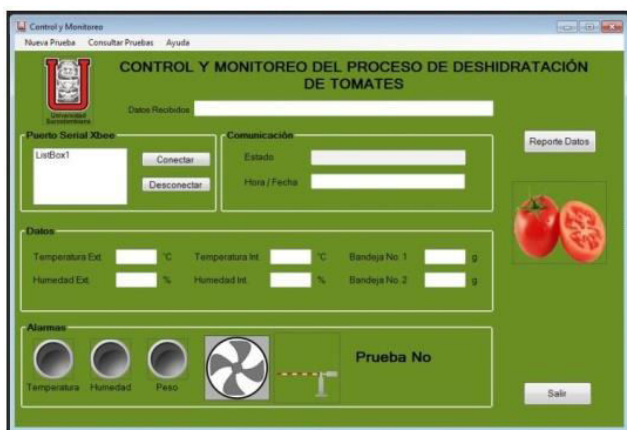 Control y Monitoreo
Nueva Prueba Consultar Pruebas Ayuda
CONTROL Y MONITOREO DEL PROCESO DE DESHIDRATACIÓN
DE TOMATES
Universidad
Surcolombiana
Datos Recibidos
Puerto Serial Xbee
ListBox1
Conectar
Desconectar
Comunicación
Estado
Hora / Fecha
Reporte Datos
Datos
Temperatura Ext. °C Temperatura Int. °C Bandeja No. 1 g
Humedad Ext. % Humedad Int. % Bandeja No. 2 g
Alarmas
Temperatura Humedad Peso
Prueba No
Salir